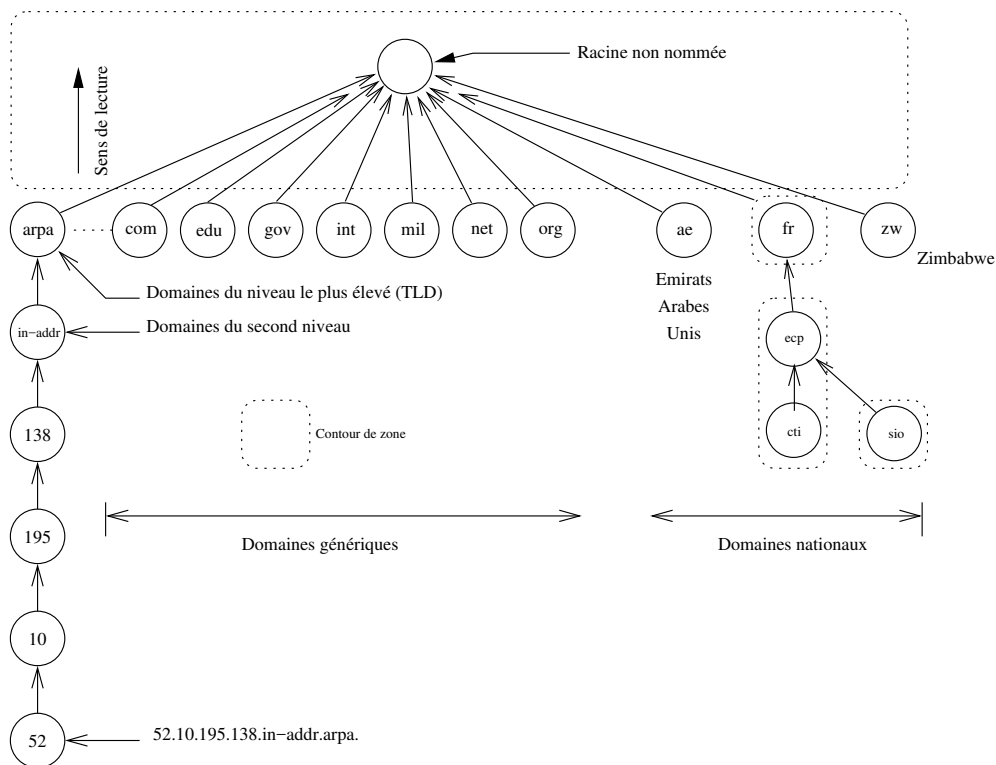 Racine non nommée
Sens de lecture
arpa
com
edu
gov
int
mil
net
org
ae
fr
zw
Zimbabwe
Emirats
Arabes
Unis
Domaines du niveau le plus élevé (TLD)
in−addr
Domaines du second niveau
ecp
138
Contour de zone
cti
sio
195
Domaines génériques
Domaines nationaux
10
52
52.10.195.138.in−addr.arpa.